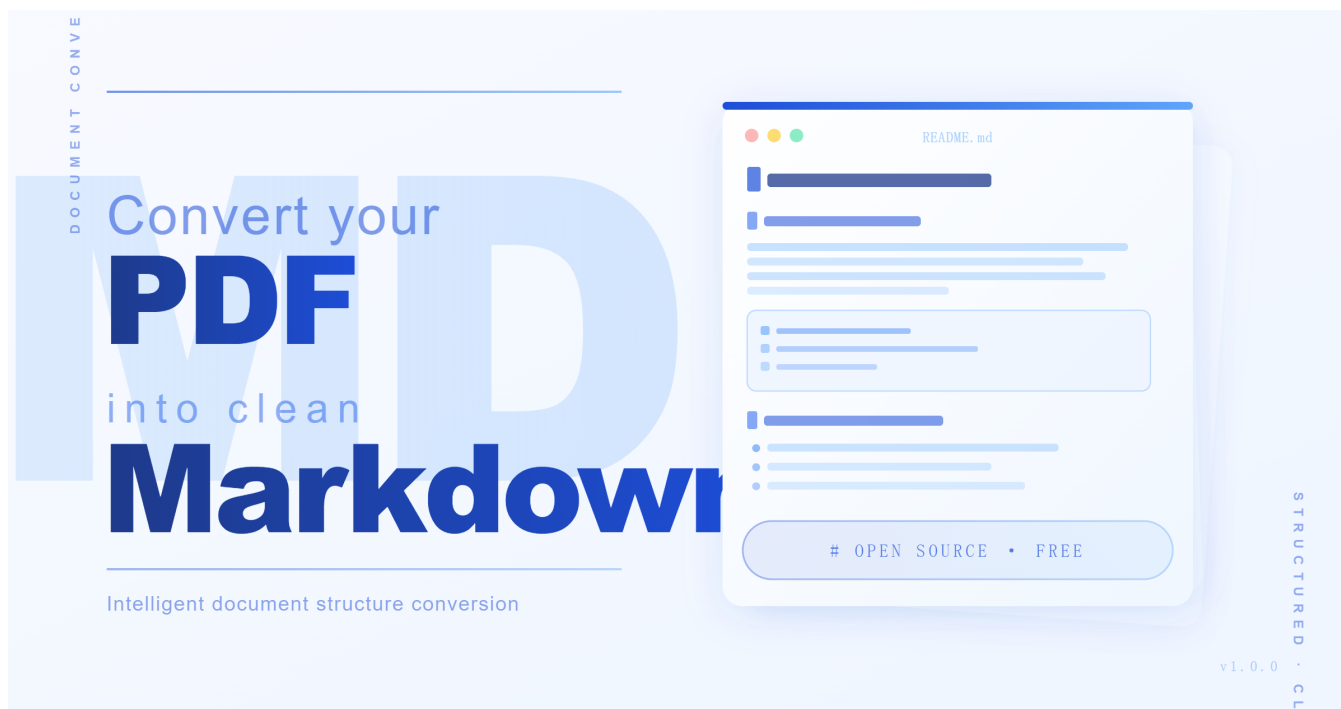 DOCUMENT CONVE
MD
Convert your
PDF
into clean
Markdow
Intelligent document structure conversion
README.md
# OPEN SOURCE • FREE
STRUCTURED · CL
v1.0.0